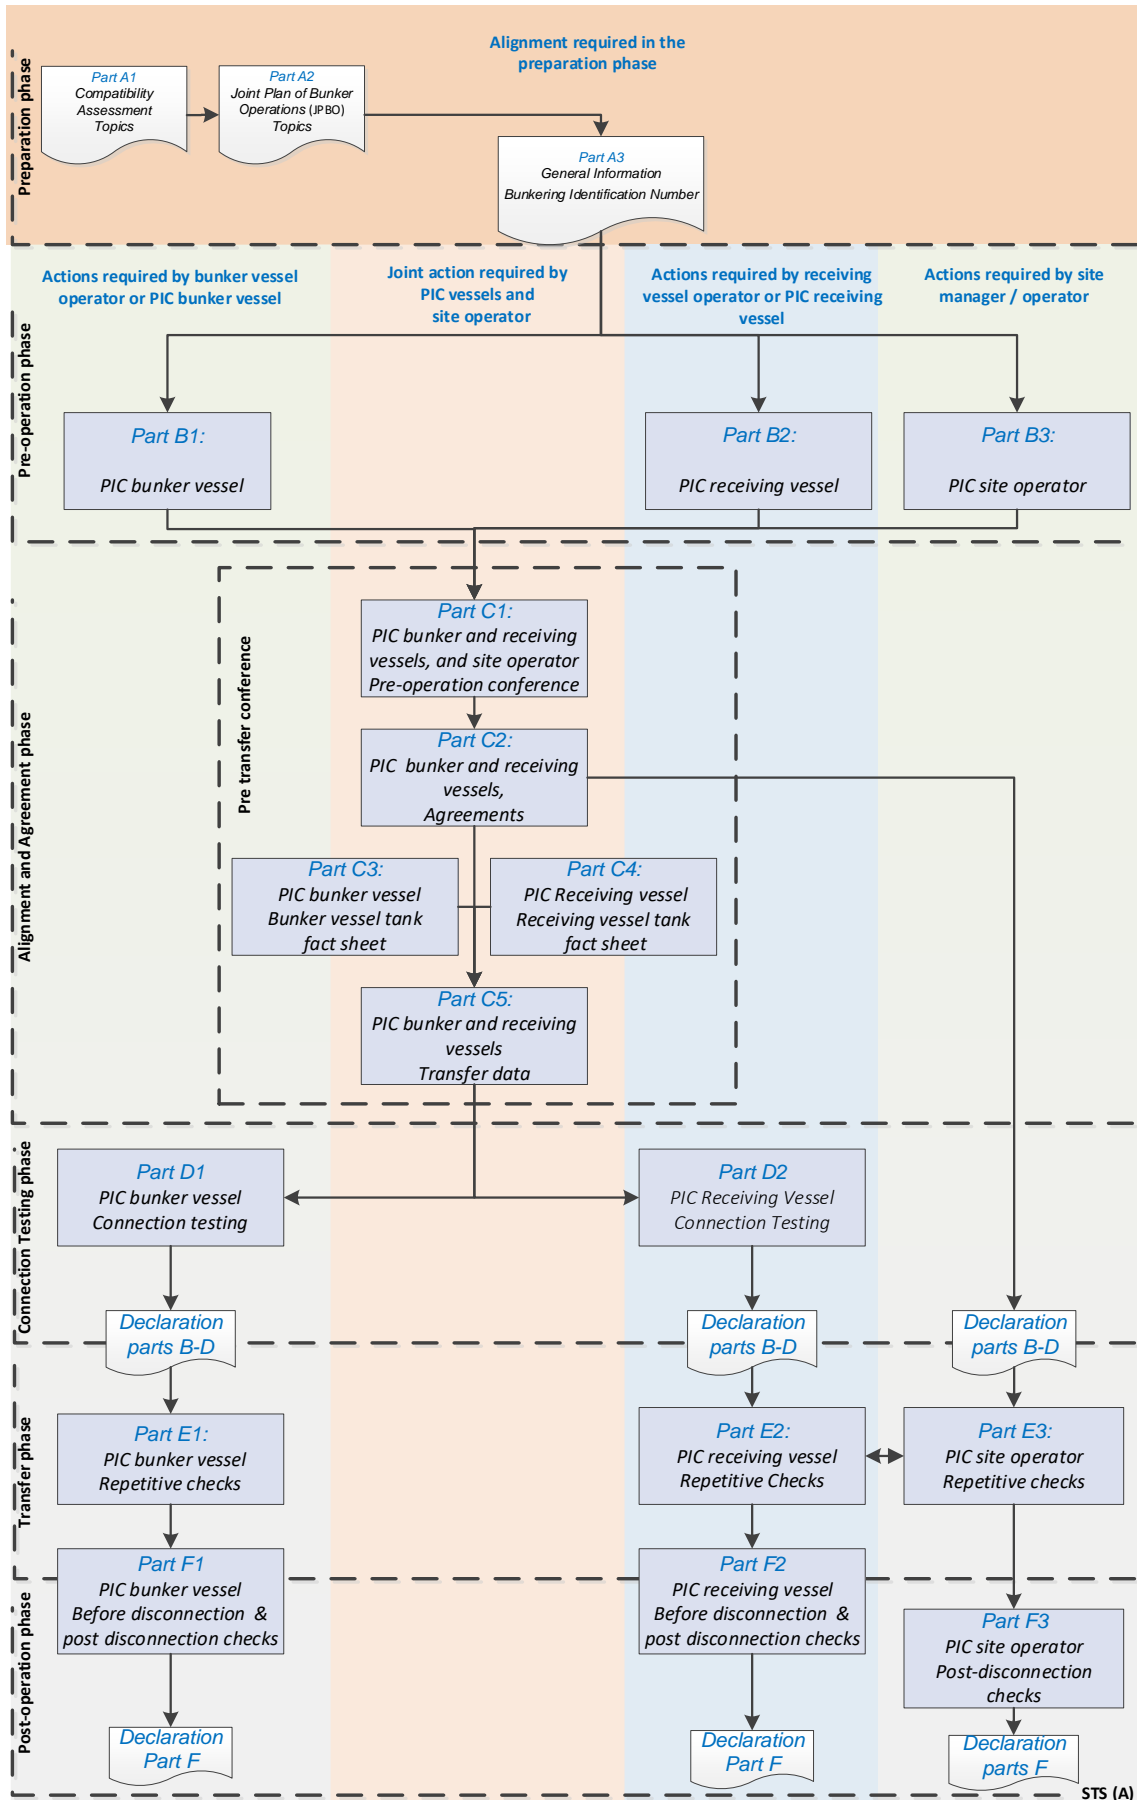 Alignment required in the
preparation phase
Preparation phase
Part A1
Compatibility
Assessment
Topics
Part A2
Joint Plan of Bunker
Operations (JPBO)
Topics
Part A3
General Information
Bunkering Identification Number
Actions required by bunker vessel
operator or PIC bunker vessel
Joint action required by
PIC vessels and
site operator
Actions required by receiving
vessel operator or PIC receiving
vessel
Actions required by site
manager / operator
Pre-operation phase
Part B1:
PIC bunker vessel
Part B2:
PIC receiving vessel
Part B3:
PIC site operator
Alignment and Agreement phase
Pre transfer conference
Part C1:
PIC bunker and receiving
vessels, and site operator
Pre-operation conference
Part C2:
PIC bunker and receiving
vessels,
Agreements
Part C3:
PIC bunker vessel
Bunker vessel tank
fact sheet
Part C4:
PIC Receiving vessel
Receiving vessel tank
fact sheet
Part C5:
PIC bunker and receiving
vessels
Transfer data
Connection Testing phase
Part D1
PIC bunker vessel
Connection testing
Part D2
PIC Receiving Vessel
Connection Testing
Declaration
parts B-D
Declaration
parts B-D
Declaration
parts B-D
Transfer phase
Part E1:
PIC bunker vessel
Repetitive checks
Part E2:
PIC receiving vessel
Repetitive Checks
Part E3:
PIC site operator
Repetitive checks
Post-operation phase
Part F1
PIC bunker vessel
Before disconnection &
post disconnection checks
Part F2
PIC receiving vessel
Before disconnection &
post disconnection checks
Part F3
PIC site operator
Post-disconnection
checks
Declaration
Part F
Declaration
Part F
Declaration
parts F
STS (A)